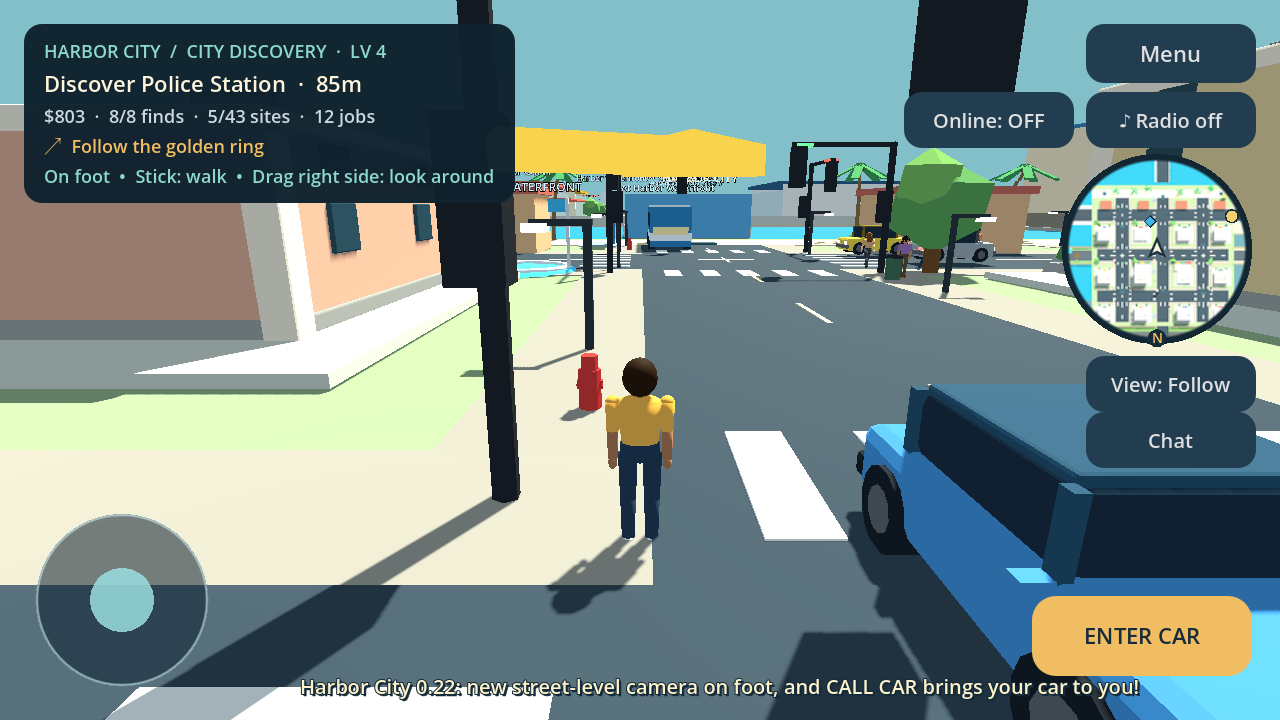 HARBOR CITY / CITY DISCOVERY · LV 4
Discover Police Station · 85m
$803 · 8/8 finds · 5/43 sites · 12 jobs
↗ Follow the golden ring
On foot • Stick: walk • Drag right side: look around
Menu
Online: OFF
♪ Radio off
N
View: Follow
Chat
ENTER CAR
Harbor City 0.22: new street-level camera on foot, and CALL CAR brings your car to you!